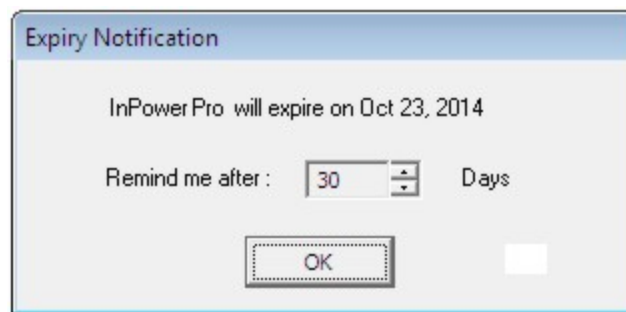 Expiry Notification
InPower Pro will expire on Oct 23, 2014
Remind me after : 30 Days
OK